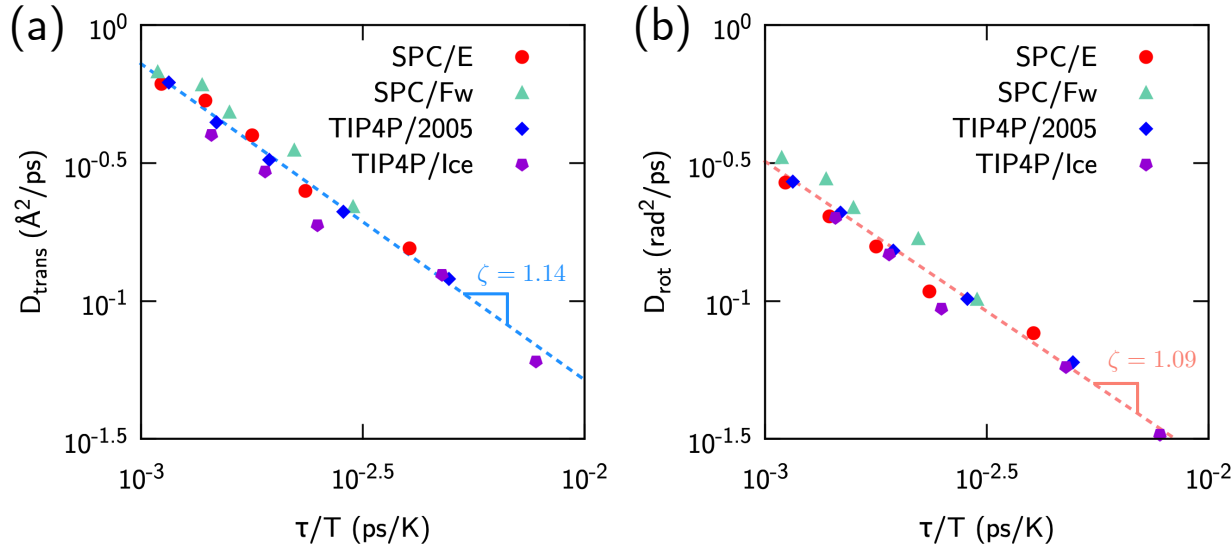 (a)
10^0
10^-0.5
10^-1
10^-1.5
D_trans (Å^2/ps)
SPC/E
SPC/Fw
TIP4P/2005
TIP4P/Ice
ζ = 1.14
10^-3
10^-2.5
10^-2
τ/T (ps/K)
(b)
10^0
10^-0.5
10^-1
10^-1.5
D_rot (rad^2/ps)
SPC/E
SPC/Fw
TIP4P/2005
TIP4P/Ice
ζ = 1.09
10^-3
10^-2.5
10^-2
τ/T (ps/K)